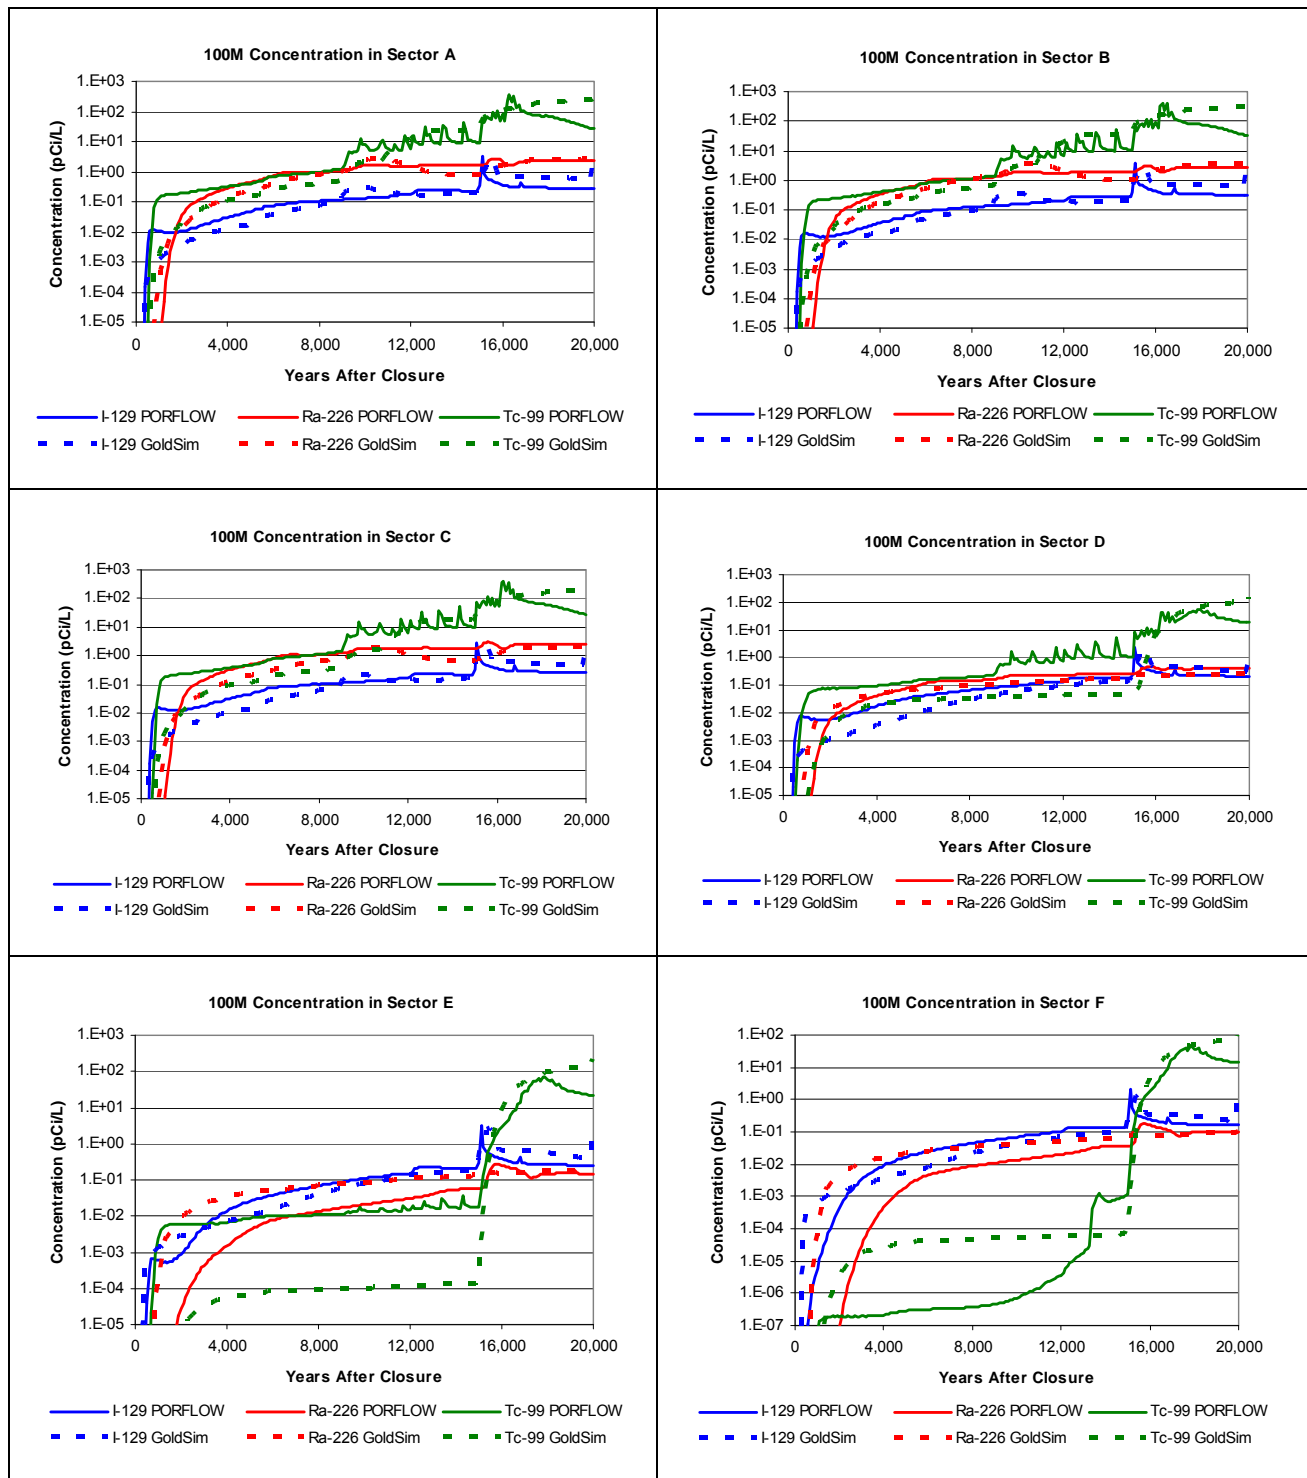 100M Concentration in Sector A
Concentration (pCi/L)
1.E+03
1.E+02
1.E+01
1.E+00
1.E-01
1.E-02
1.E-03
1.E-04
1.E-05
0 4,000 8,000 12,000 16,000 20,000
Years After Closure
I-129 PORFLOW Ra-226 PORFLOW Tc-99 PORFLOW
I-129 GoldSim Ra-226 GoldSim Tc-99 GoldSim
100M Concentration in Sector B
Concentration (pCi/L)
1.E+03
1.E+02
1.E+01
1.E+00
1.E-01
1.E-02
1.E-03
1.E-04
1.E-05
0 4,000 8,000 12,000 16,000 20,000
Years After Closure
I-129 PORFLOW Ra-226 PORFLOW Tc-99 PORFLOW
I-129 GoldSim Ra-226 GoldSim Tc-99 GoldSim
100M Concentration in Sector C
Concentration (pCi/L)
1.E+03
1.E+02
1.E+01
1.E+00
1.E-01
1.E-02
1.E-03
1.E-04
1.E-05
0 4,000 8,000 12,000 16,000 20,000
Years After Closure
I-129 PORFLOW Ra-226 PORFLOW Tc-99 PORFLOW
I-129 GoldSim Ra-226 GoldSim Tc-99 GoldSim
100M Concentration in Sector D
Concentration (pCi/L)
1.E+03
1.E+02
1.E+01
1.E+00
1.E-01
1.E-02
1.E-03
1.E-04
1.E-05
0 4,000 8,000 12,000 16,000 20,000
Years After Closure
I-129 PORFLOW Ra-226 PORFLOW Tc-99 PORFLOW
I-129 GoldSim Ra-226 GoldSim Tc-99 GoldSim
100M Concentration in Sector E
Concentration (pCi/L)
1.E+03
1.E+02
1.E+01
1.E+00
1.E-01
1.E-02
1.E-03
1.E-04
1.E-05
0 4,000 8,000 12,000 16,000 20,000
Years After Closure
I-129 PORFLOW Ra-226 PORFLOW Tc-99 PORFLOW
I-129 GoldSim Ra-226 GoldSim Tc-99 GoldSim
100M Concentration in Sector F
Concentration (pCi/L)
1.E+02
1.E+01
1.E+00
1.E-01
1.E-02
1.E-03
1.E-04
1.E-05
1.E-06
1.E-07
0 4,000 8,000 12,000 16,000 20,000
Years After Closure
I-129 PORFLOW Ra-226 PORFLOW Tc-99 PORFLOW
I-129 GoldSim Ra-226 GoldSim Tc-99 GoldSim